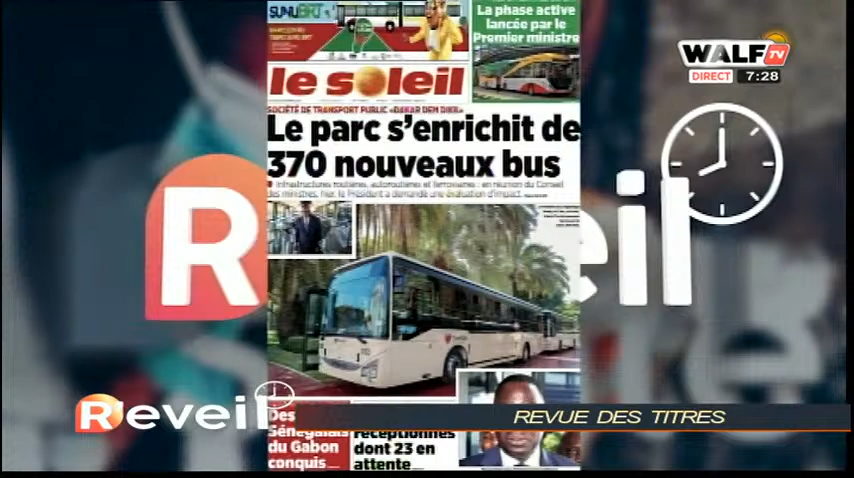 SUNUBRT
La phase active
lancée par le
Premier ministre
WALF TV
DIRECT 7:28
le soleil
SOCIÉTÉ DE TRANSPORT PUBLIC «DAKAR DEM DIKK»
Le parc s’enrichit de
370 nouveaux bus
Infrastructures routières, autoroutières et ferroviaires : en réunion du Conseil
des ministres, hier, le Président a demandé une évaluation d'impact.
Reveil
R'eveil
REVUE DES TITRES
Des
Sénégalais
du Gabon
conquis
réceptionnés
dont 23 en
attente